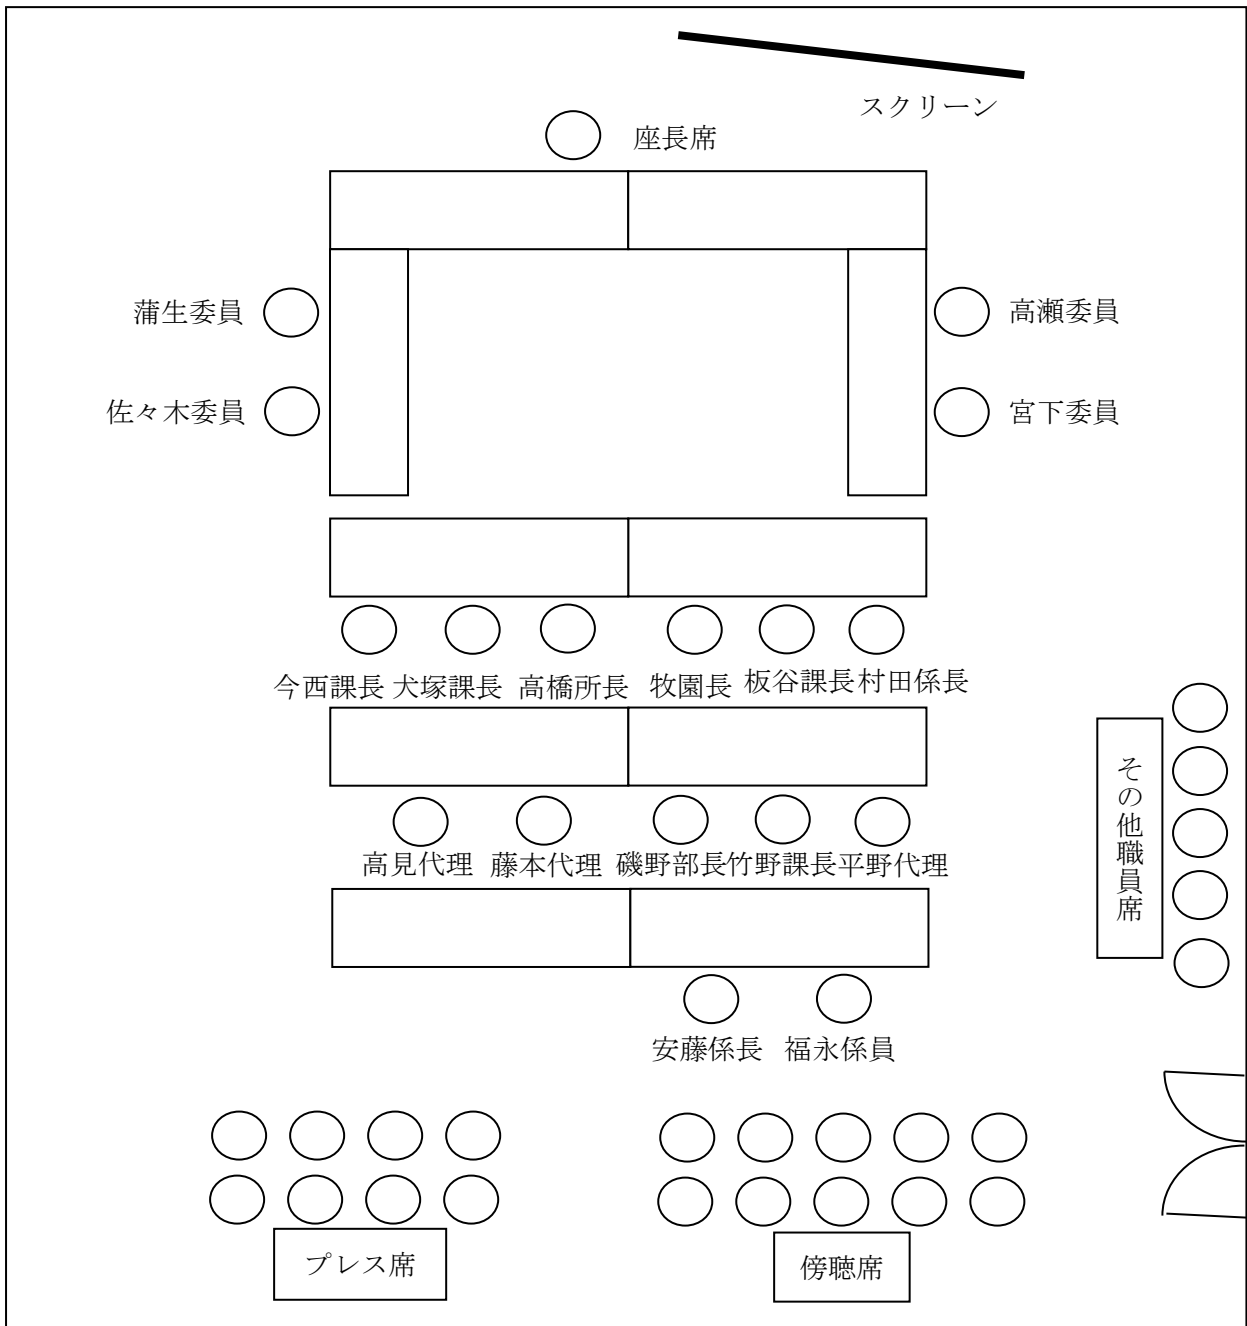 スクリーン
座長席
蒲生委員
高瀬委員
佐々木委員
宮下委員
今西課長
犬塚課長
高橋所長
牧園長
板谷課長
村田係長
その他職員席
高見代理
藤本代理
磯野部長
竹野課長
平野代理
安藤係長
福永係員
プレス席
傍聴席